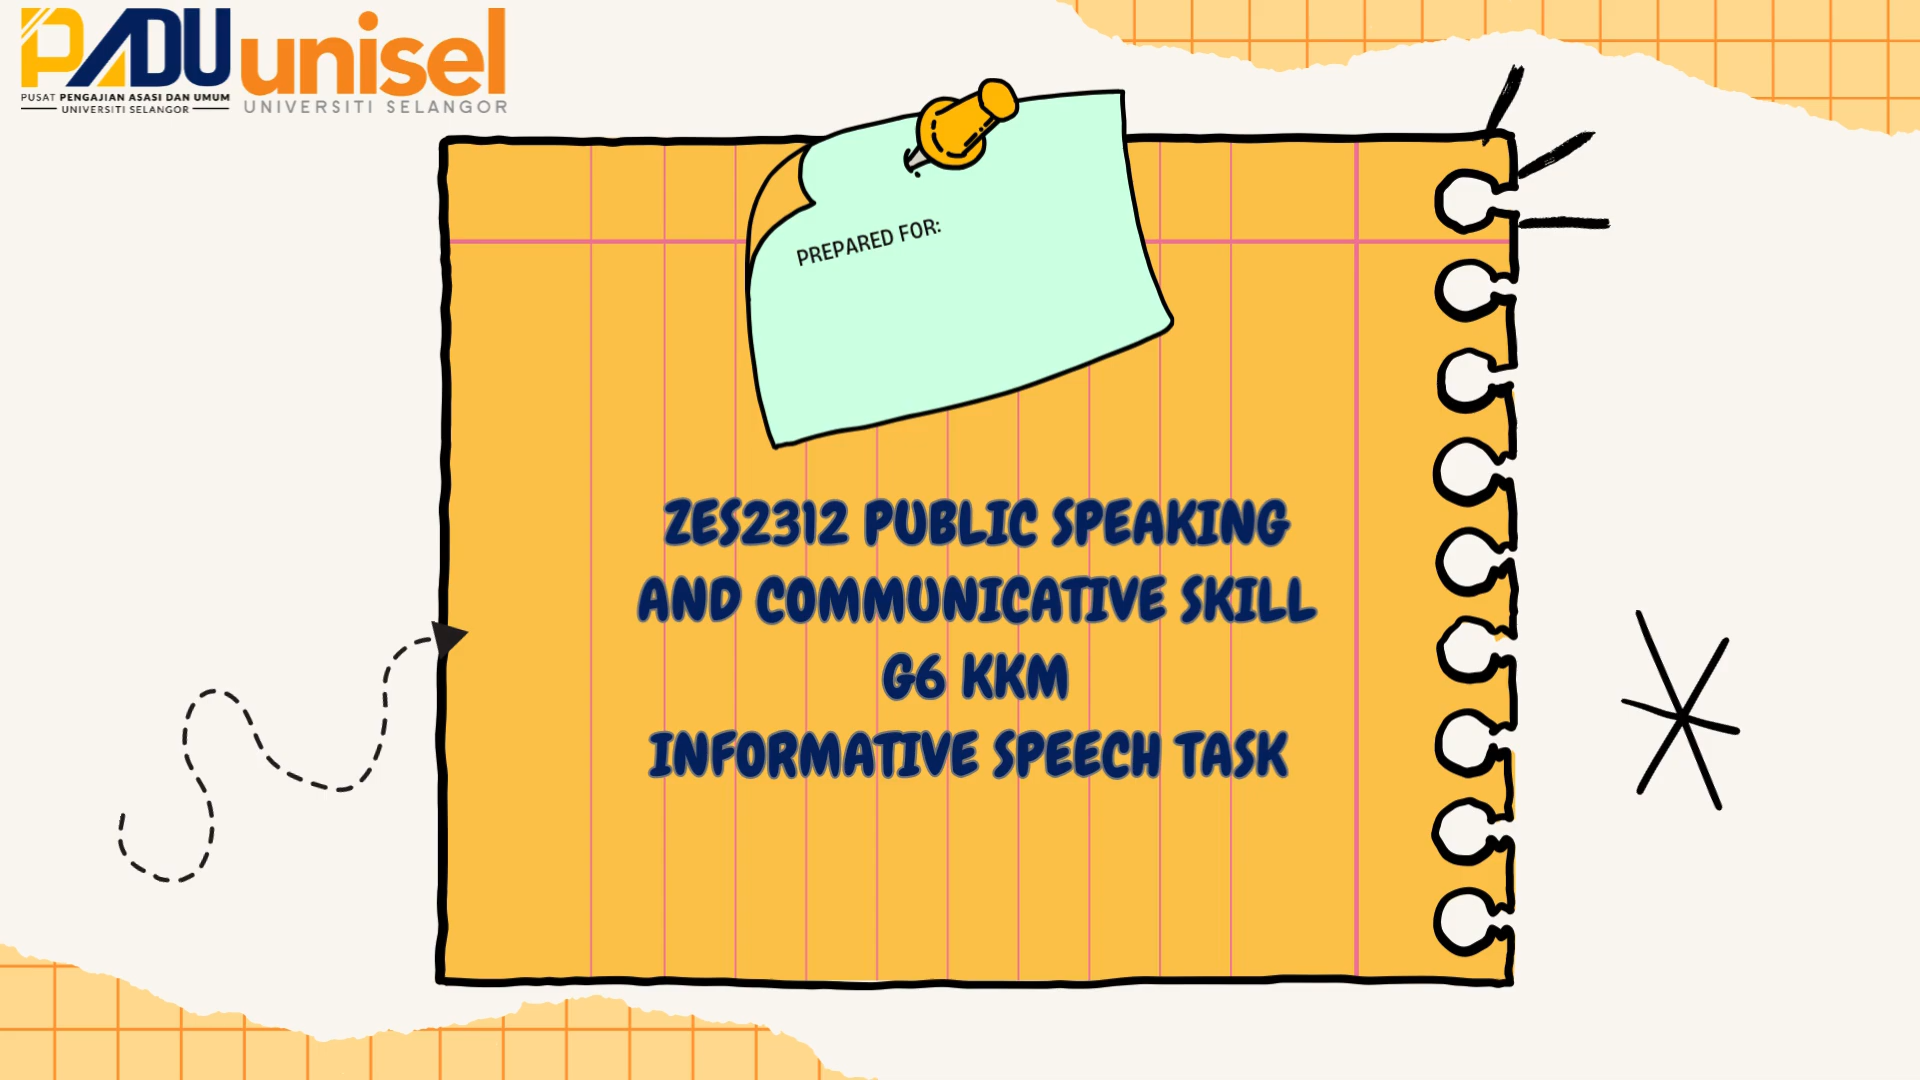 PADU unisel
PUSAT PENGAJIAN ASASI DAN UMUM
UNIVERSITI SELANGOR
UNIVERSITI SELANGOR
PREPARED FOR:
ZES2312 PUBLIC SPEAKING
AND COMMUNICATIVE SKILL
G6 KKM
INFORMATIVE SPEECH TASK